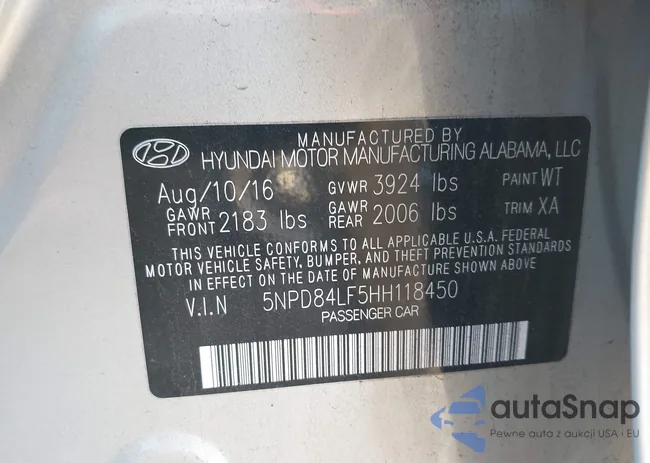 MANUFACTURED BY
HYUNDAI MOTOR MANUFACTURING ALABAMA, LLC
Aug/10/16 GVWR 3924 lbs PAINT WT
GAWR FRONT 2183 lbs GAWR REAR 2006 lbs TRIM XA
THIS VEHICLE CONFORMS TO ALL APPLICABLE U.S.A. FEDERAL
MOTOR VEHICLE SAFETY, BUMPER, AND THEFT PREVENTION STANDARDS
IN EFFECT ON THE DATE OF MANUFACTURE SHOWN ABOVE.
V.I.N 5NPD84LF5HH118450
PASSENGER CAR
autoSnap
Pewne auta z aukcji USA i EU